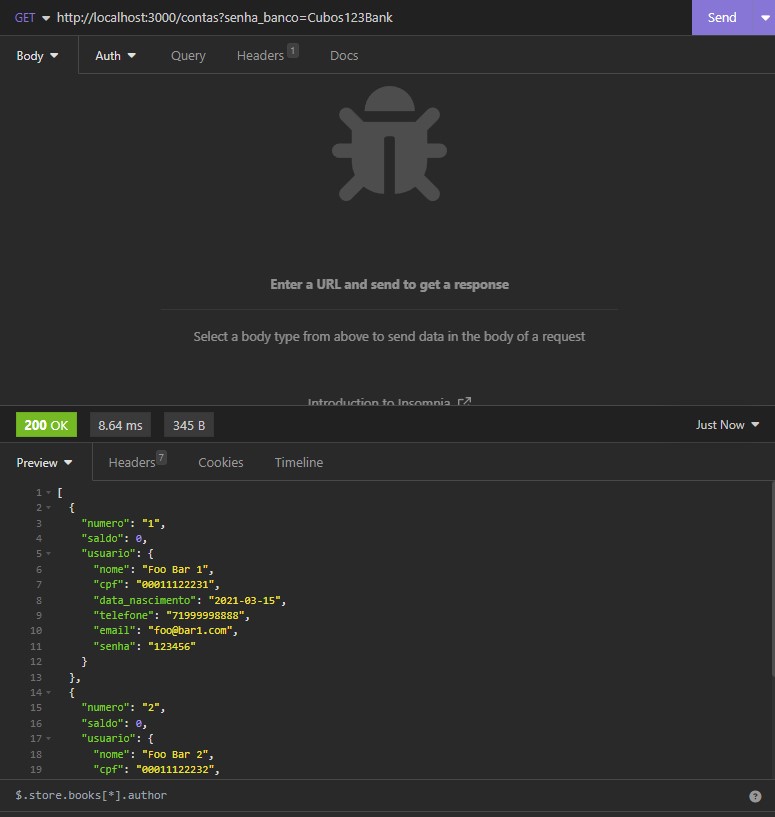 GET http://localhost:3000/contas?senha_banco=Cubos123Bank Send
Body Auth Query Headers 1 Docs
Enter a URL and send to get a response
Select a body type from above to send data in the body of a request
Introduction to Insomnia
200 OK 8.64 ms 345 B Just Now
Preview Headers 7 Cookies Timeline
1 [
2 {
3 "numero": "1",
4 "saldo": 0,
5 "usuario": {
6 "nome": "Foo Bar 1",
7 "cpf": "00011122231",
8 "data_nascimento": "2021-03-15",
9 "telefone": "71999998888",
10 "email": "foo@bar1.com",
11 "senha": "123456"
12 }
13 },
14 {
15 "numero": "2",
16 "saldo": 0,
17 "usuario": {
18 "nome": "Foo Bar 2",
19 "cpf": "00011122232",
$.store.books[*].author ?